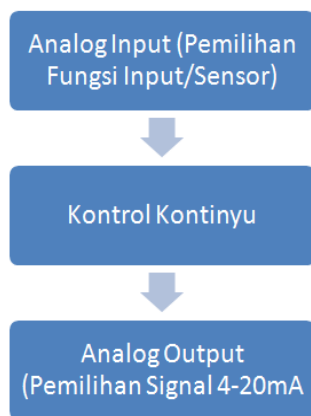 Analog Input (Pemilihan
Fungsi Input/Sensor)
Kontrol Kontinyu
Analog Output
(Pemilihan Signal 4-20mA